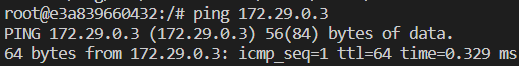 root@e3a839660432:/# ping 172.29.0.3
PING 172.29.0.3 (172.29.0.3) 56(84) bytes of data.
64 bytes from 172.29.0.3: icmp_seq=1 ttl=64 time=0.329 ms